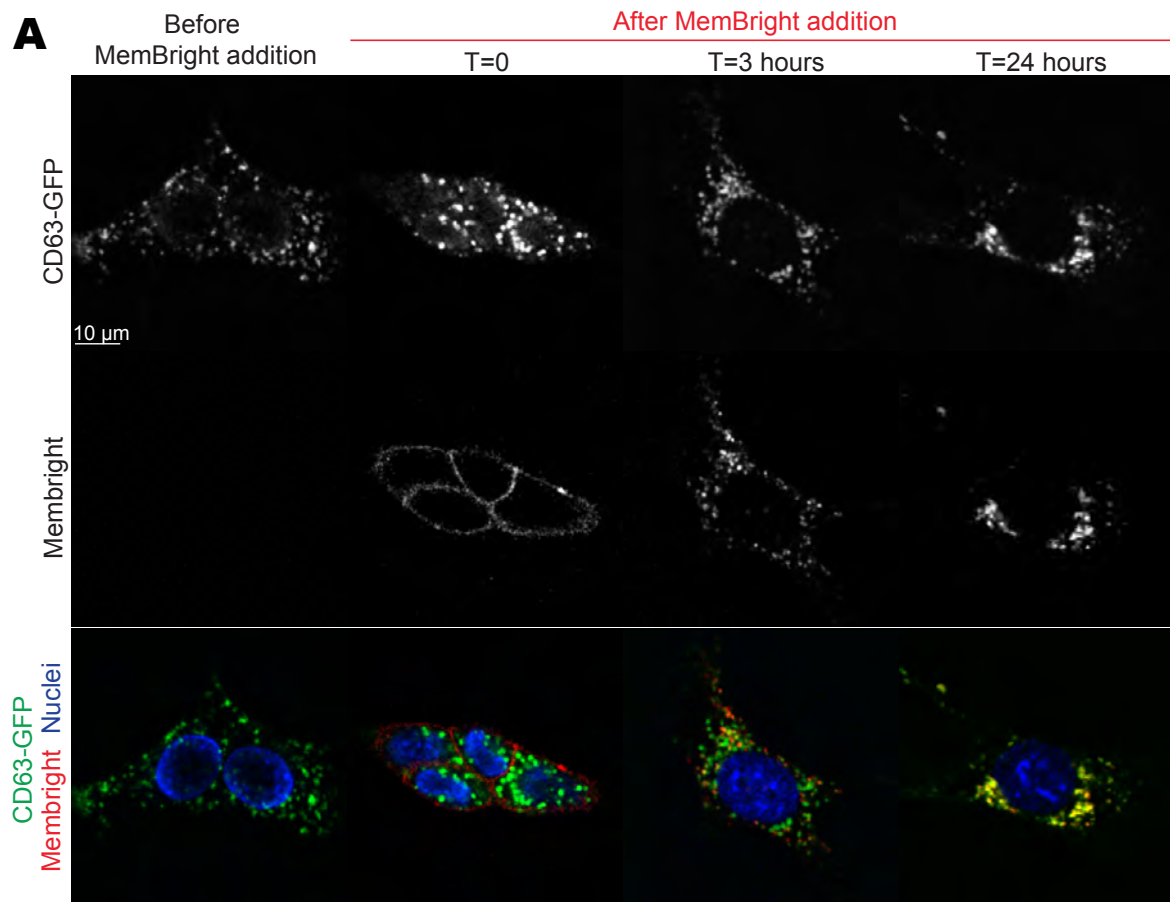 A
Before
MemBright addition
After MemBright addition
T=0
T=3 hours
T=24 hours
CD63-GFP
10 µm
Membright
CD63-GFP
Membright Nuclei